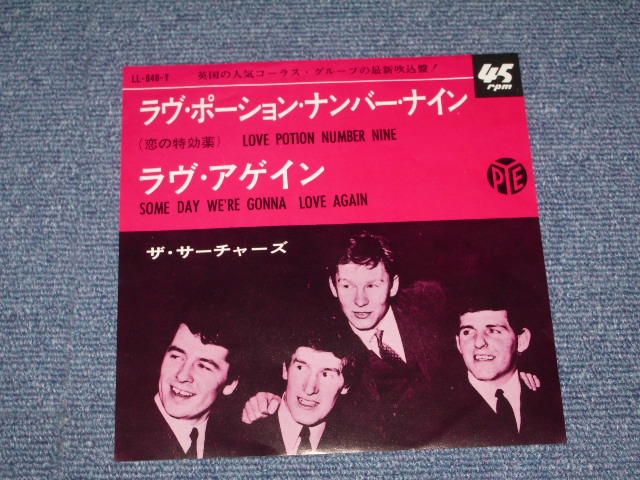 LL-646-Y
英国の人気コーラス・グループの最新吹込盤!
45
rpm
ラヴ・ポーション・ナンバー・ナイン
(恋の特効薬) LOVE POTION NUMBER NINE
PYE
ラヴ・アゲイン
SOME DAY WE'RE GONNA LOVE AGAIN
ザ・サーチャーズ